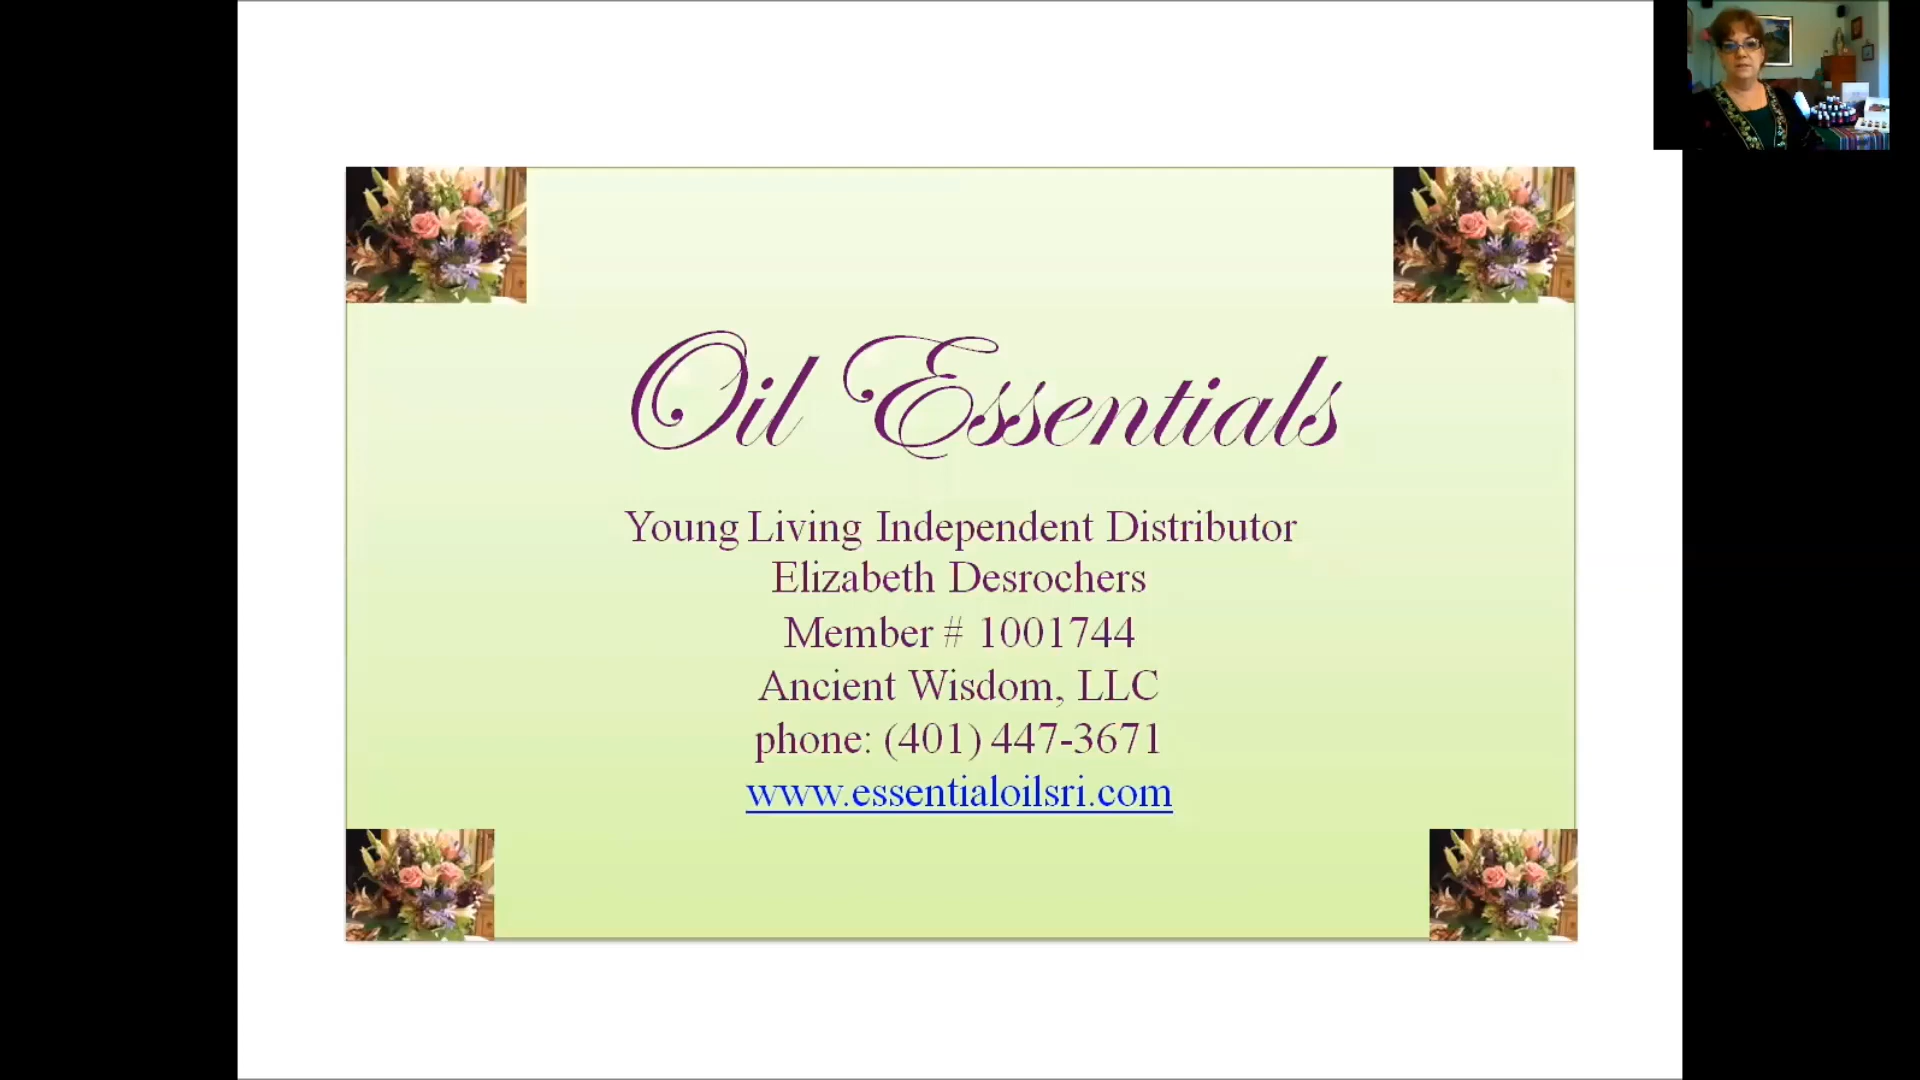 Oil Essentials
Young Living Independent Distributor
Elizabeth Desrochers
Member # 1001744
Ancient Wisdom, LLC
phone: (401) 447-3671
www.essentialoilsri.com